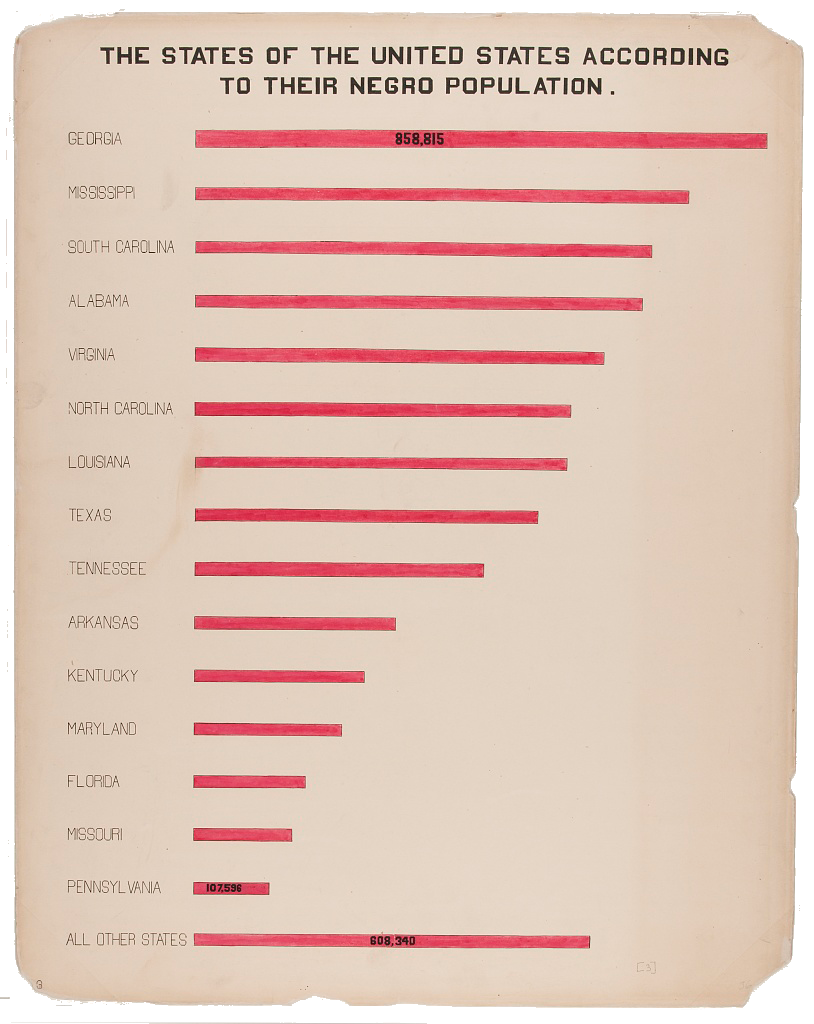 THE STATES OF THE UNITED STATES ACCORDING
TO THEIR NEGRO POPULATION.
GEORGIA 858,815
MISSISSIPPI
SOUTH CAROLINA
ALABAMA
VIRGINIA
NORTH CAROLINA
LOUISIANA
TEXAS
TENNESSEE
ARKANSAS
KENTUCKY
MARYLAND
FLORIDA
MISSOURI
PENNSYLVANIA 107,596
ALL OTHER STATES 608,340
[3]